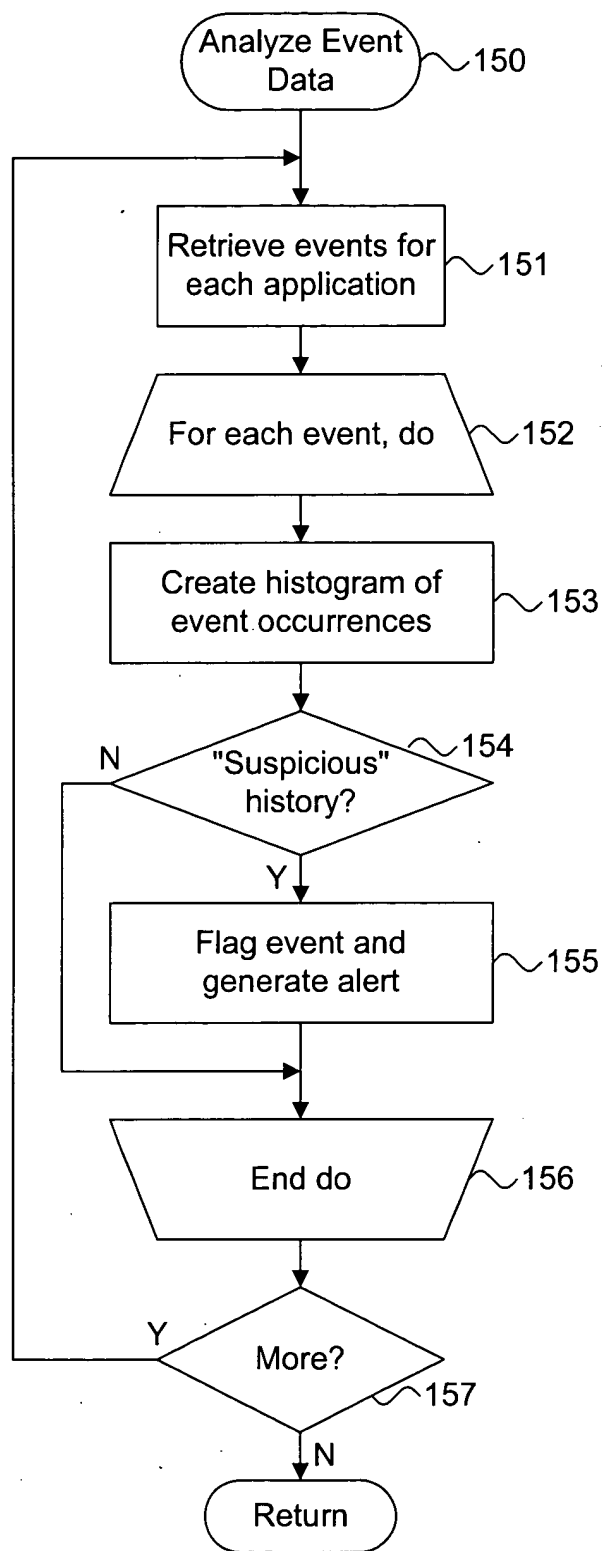 Analyze Event
Data
150
Retrieve events for
each application
151
For each event, do
152
Create histogram of
event occurrences
153
154
N
"Suspicious"
history?
Y
Flag event and
generate alert
155
End do
156
Y
More?
157
N
Return